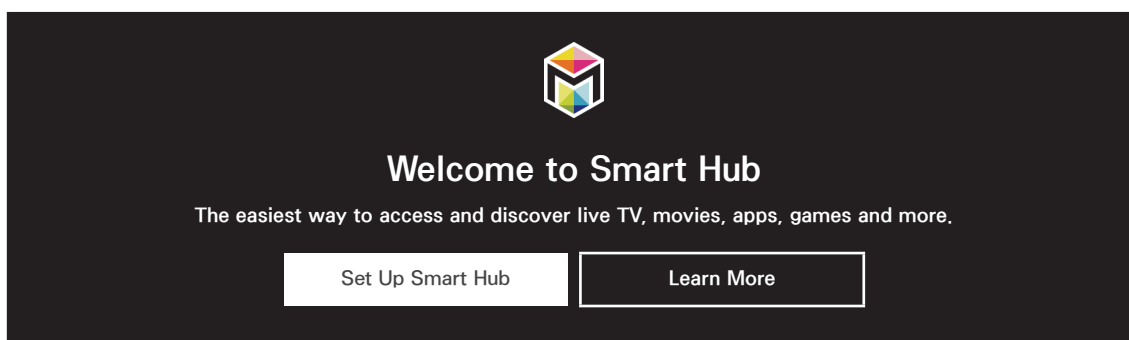 Welcome to Smart Hub
The easiest way to access and discover live TV, movies, apps, games and more.
Set Up Smart Hub
Learn More